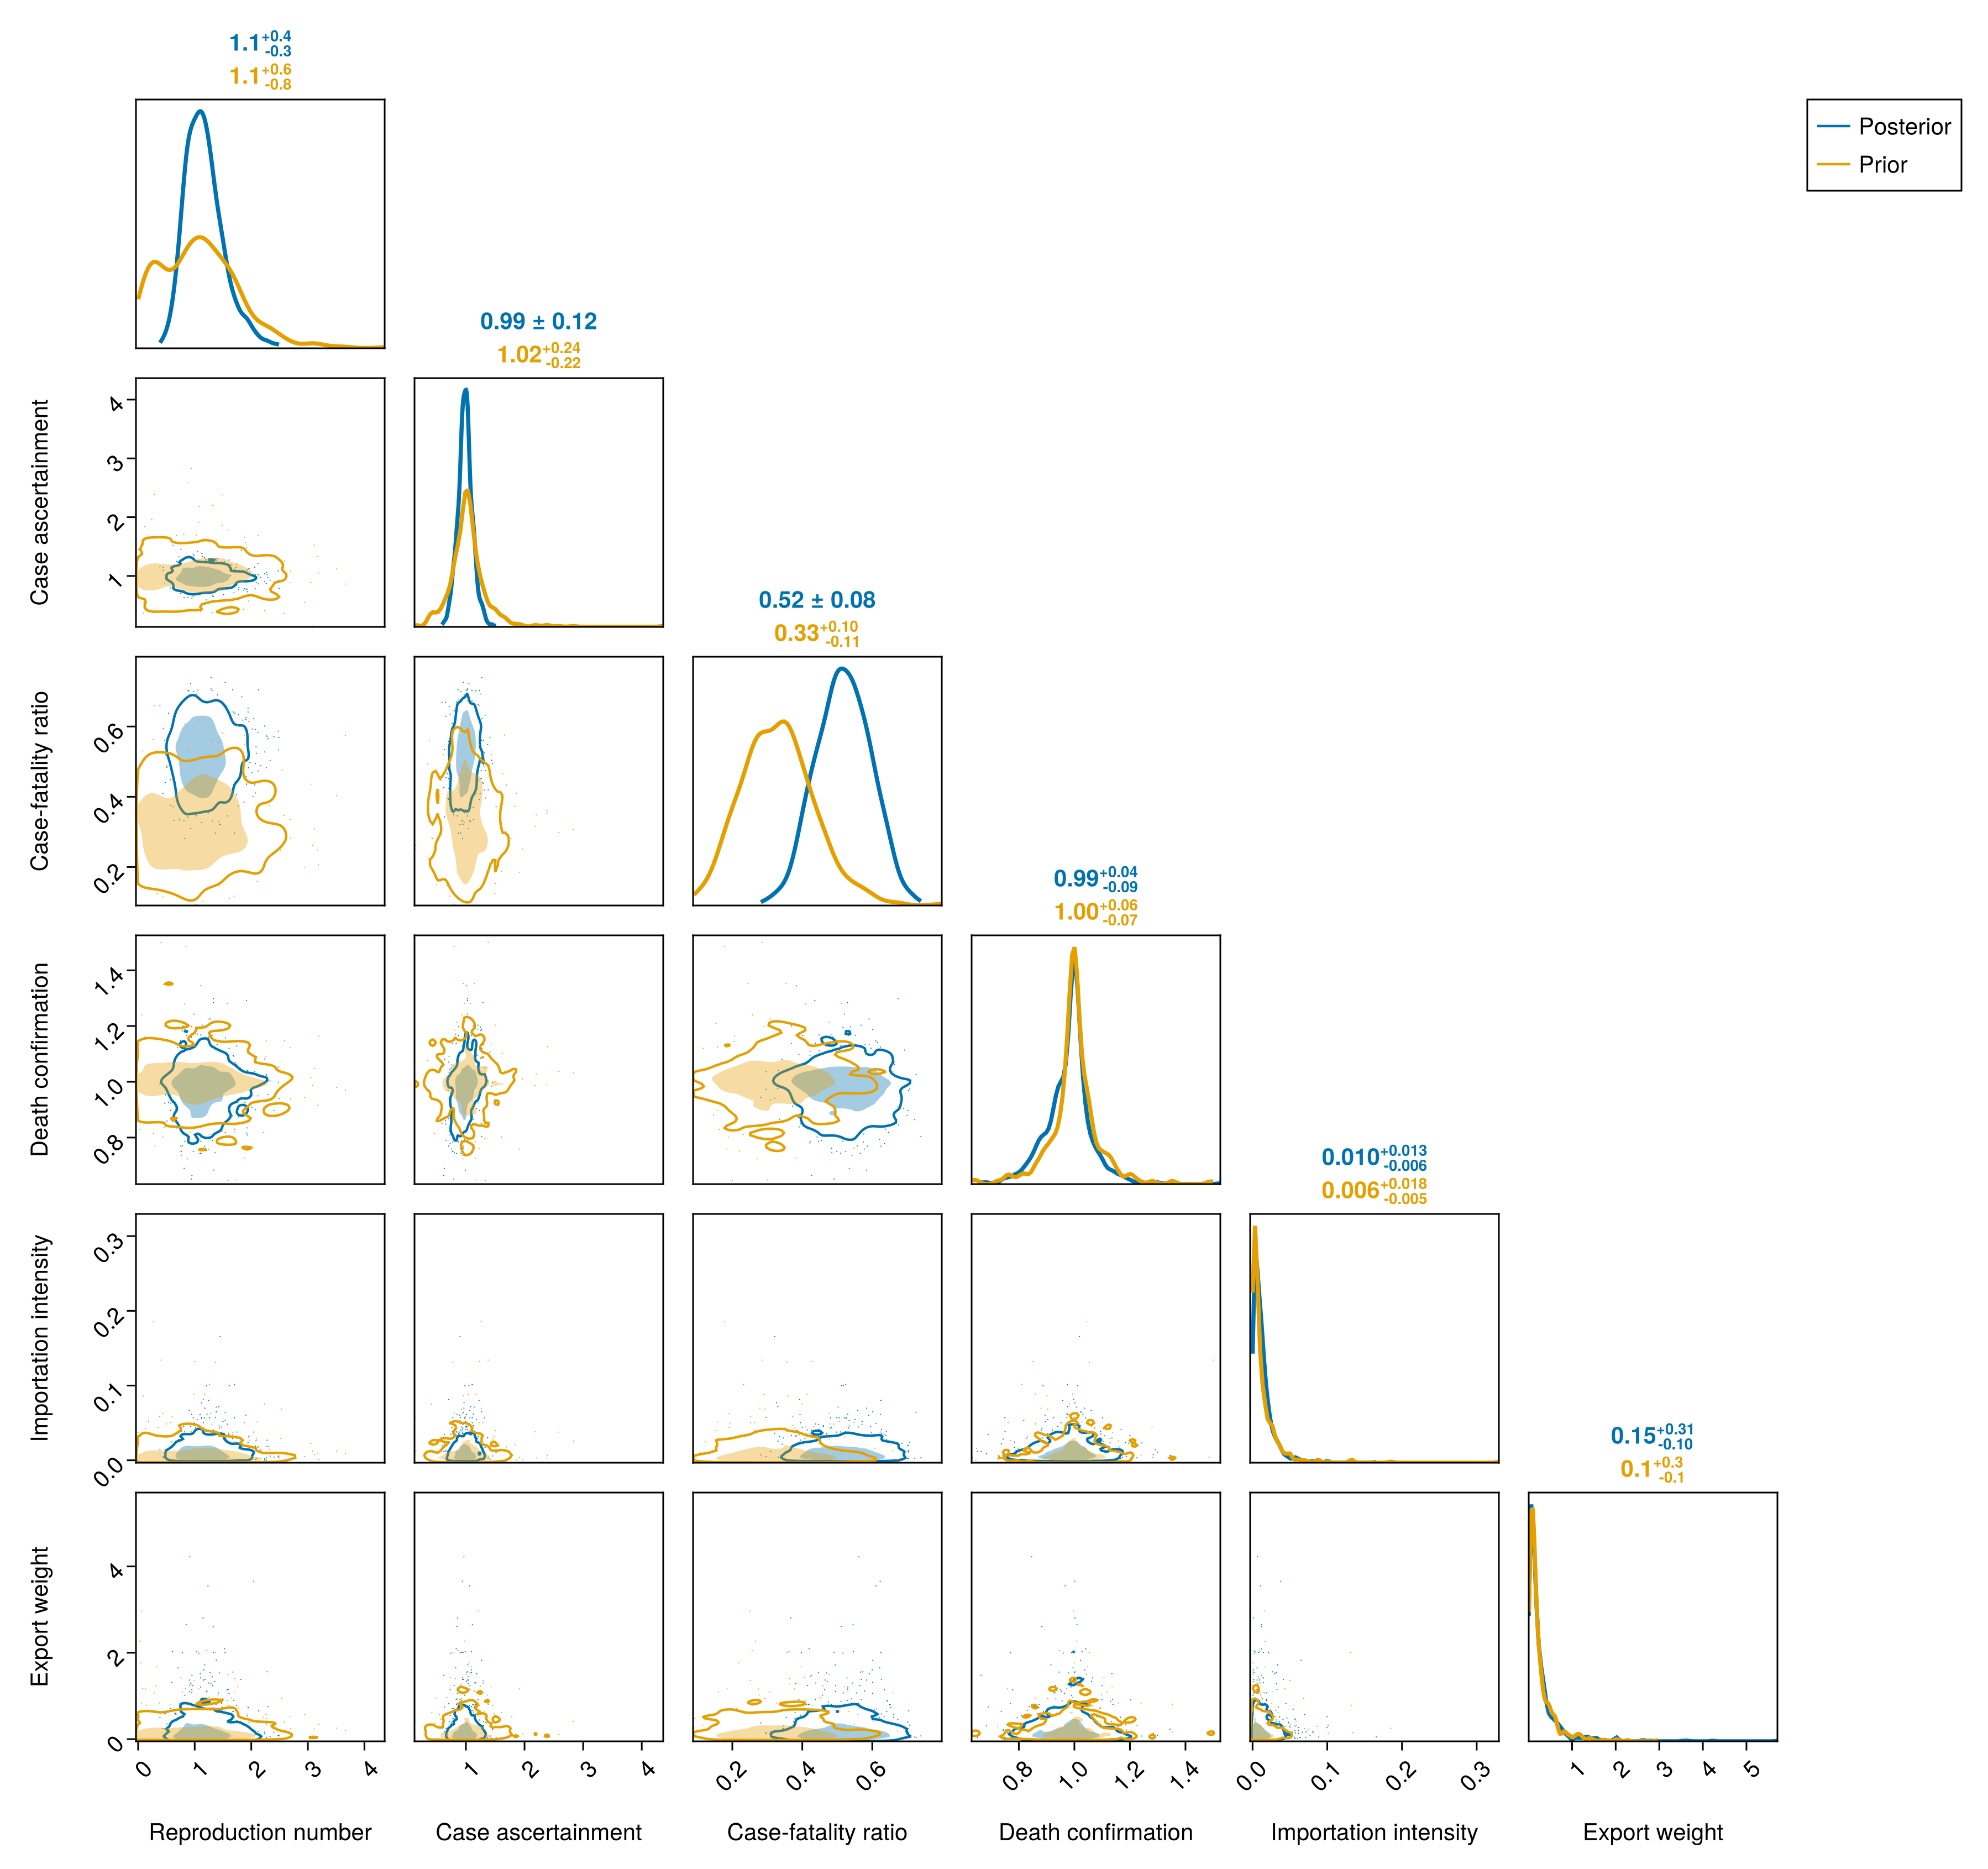 1.1+0.4-0.3
1.1+0.6-0.8
Posterior
Prior
0.99 ± 0.12
1.02+0.24-0.22
Case ascertainment
4
3
2
1
0.52 ± 0.08
0.33+0.10-0.11
Case-fatality ratio
0.6
0.4
0.2
0.99+0.04-0.09
1.00+0.06-0.07
Death confirmation
1.4
1.2
1.0
0.8
0.010+0.013-0.006
0.006+0.018-0.005
Importation intensity
0.3
0.2
0.1
0.0
0.15+0.31-0.10
0.1+0.3-0.1
Export weight
4
2
0
0 1 2 3 4
1 2 3 4
0.2 0.4 0.6
0.8 1.0 1.2 1.4
0.0 0.1 0.2 0.3
1 2 3 4 5
Reproduction number
Case ascertainment
Case-fatality ratio
Death confirmation
Importation intensity
Export weight